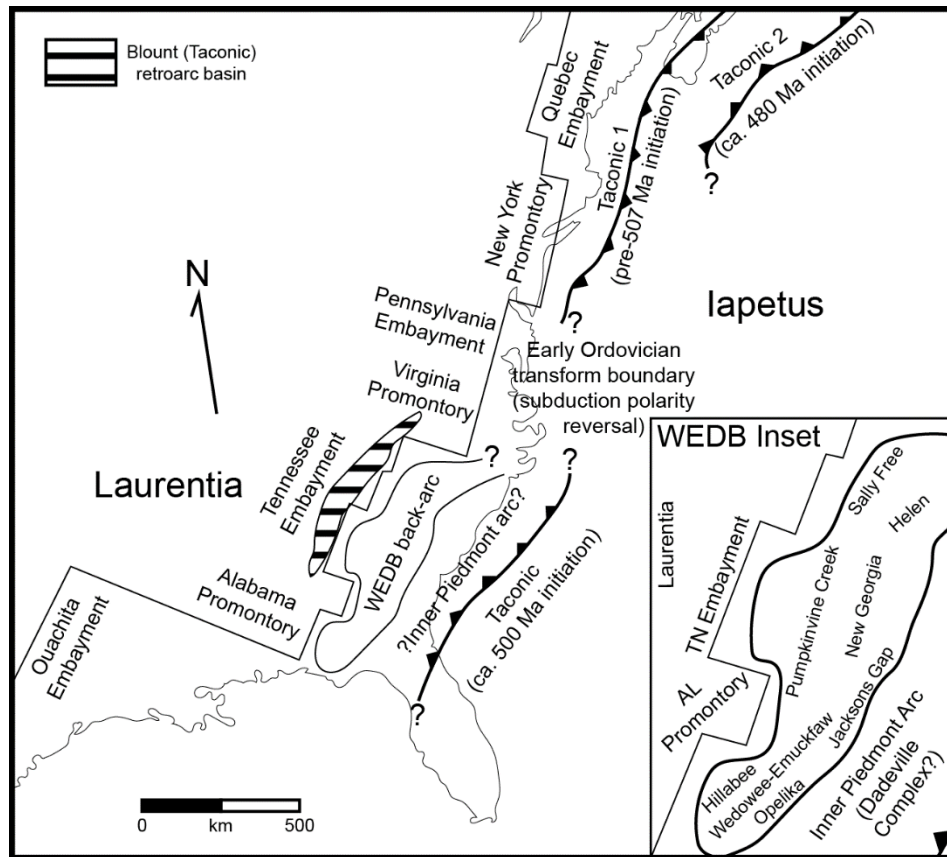 Blount (Taconic)
retroarc basin
Quebec
Embayment
Taconic 2
(ca. 480 Ma initiation)
?
Taconic 1
(pre-507 Ma initiation)
?
New York
Promontory
N
Pennsylvania
Embayment
Iapetus
Virginia
Promontory
Early Ordovician
transform boundary
(subduction polarity
reversal)
?
?
Laurentia
Tennessee
Embayment
WEDB back-arc
?Inner Piedmont arc?
Taconic
(ca. 500 Ma initiation)
?
Alabama
Promontory
Ouachita
Embayment
0
km
500
WEDB Inset
Laurentia
TN Embayment
AL
Promontory
Sally Free
Helen
Pumpkinvine Creek
New Georgia
Jacksons Gap
Hillabee
Wedowee-Emuckfaw
Opelika
Inner Piedmont Arc
(Dadeville
Complex?)